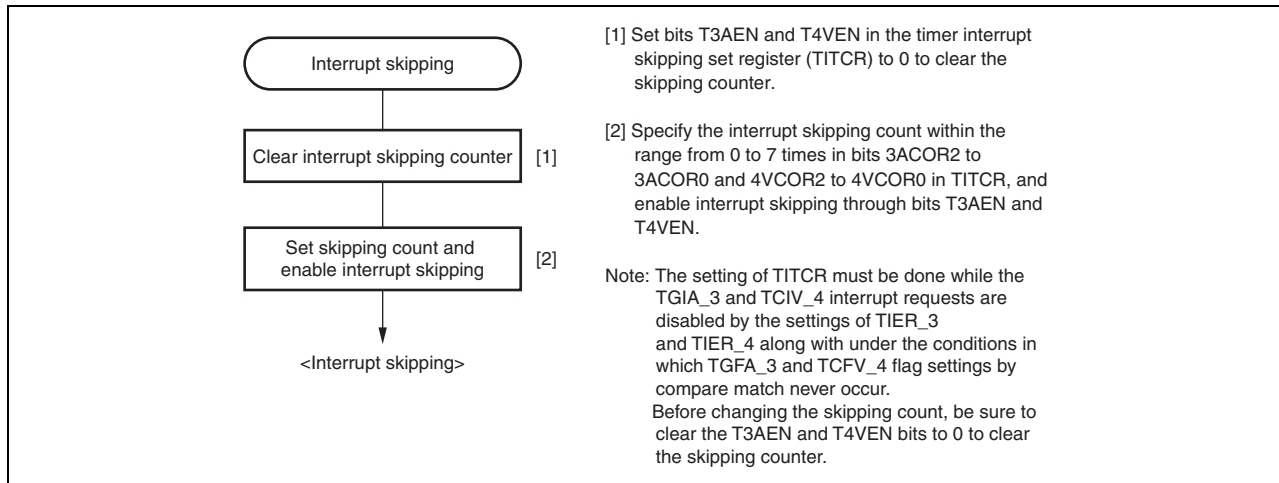 Interrupt skipping
Clear interrupt skipping counter
[1]
Set skipping count and
enable interrupt skipping
[2]
<Interrupt skipping>
[1] Set bits T3AEN and T4VEN in the timer interrupt
skipping set register (TITCR) to 0 to clear the
skipping counter.
[2] Specify the interrupt skipping count within the
range from 0 to 7 times in bits 3ACOR2 to
3ACOR0 and 4VCOR2 to 4VCOR0 in TITCR, and
enable interrupt skipping through bits T3AEN and
T4VEN.
Note: The setting of TITCR must be done while the
TGIA_3 and TCIV_4 interrupt requests are
disabled by the settings of TIER_3
and TIER_4 along with under the conditions in
which TGFA_3 and TCFV_4 flag settings by
compare match never occur.
Before changing the skipping count, be sure to
clear the T3AEN and T4VEN bits to 0 to clear
the skipping counter.